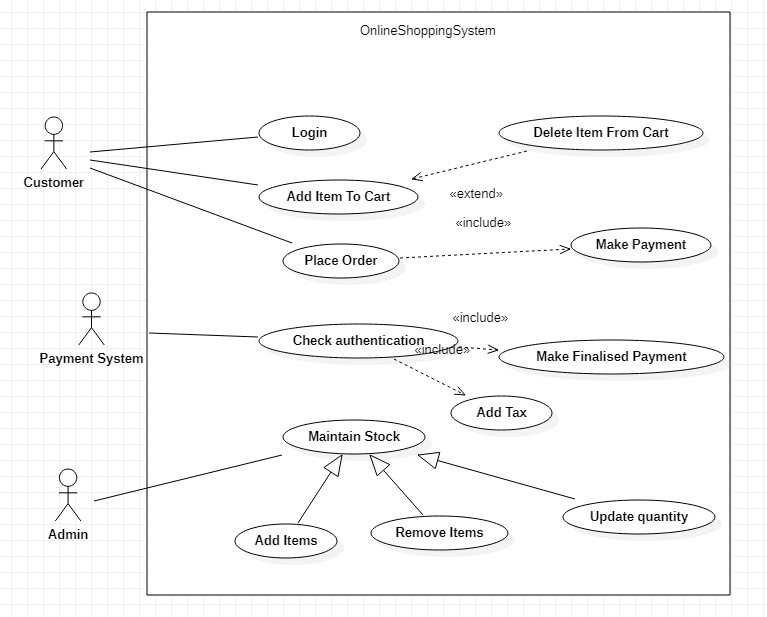 OnlineShoppingSystem
Login
Delete Item From Cart
Customer
Add Item To Cart
«extend»
«include»
Make Payment
Place Order
«include»
Check authentication
«include»
Payment System
Make Finalised Payment
Add Tax
Maintain Stock
Update quantity
Admin
Add Items
Remove Items